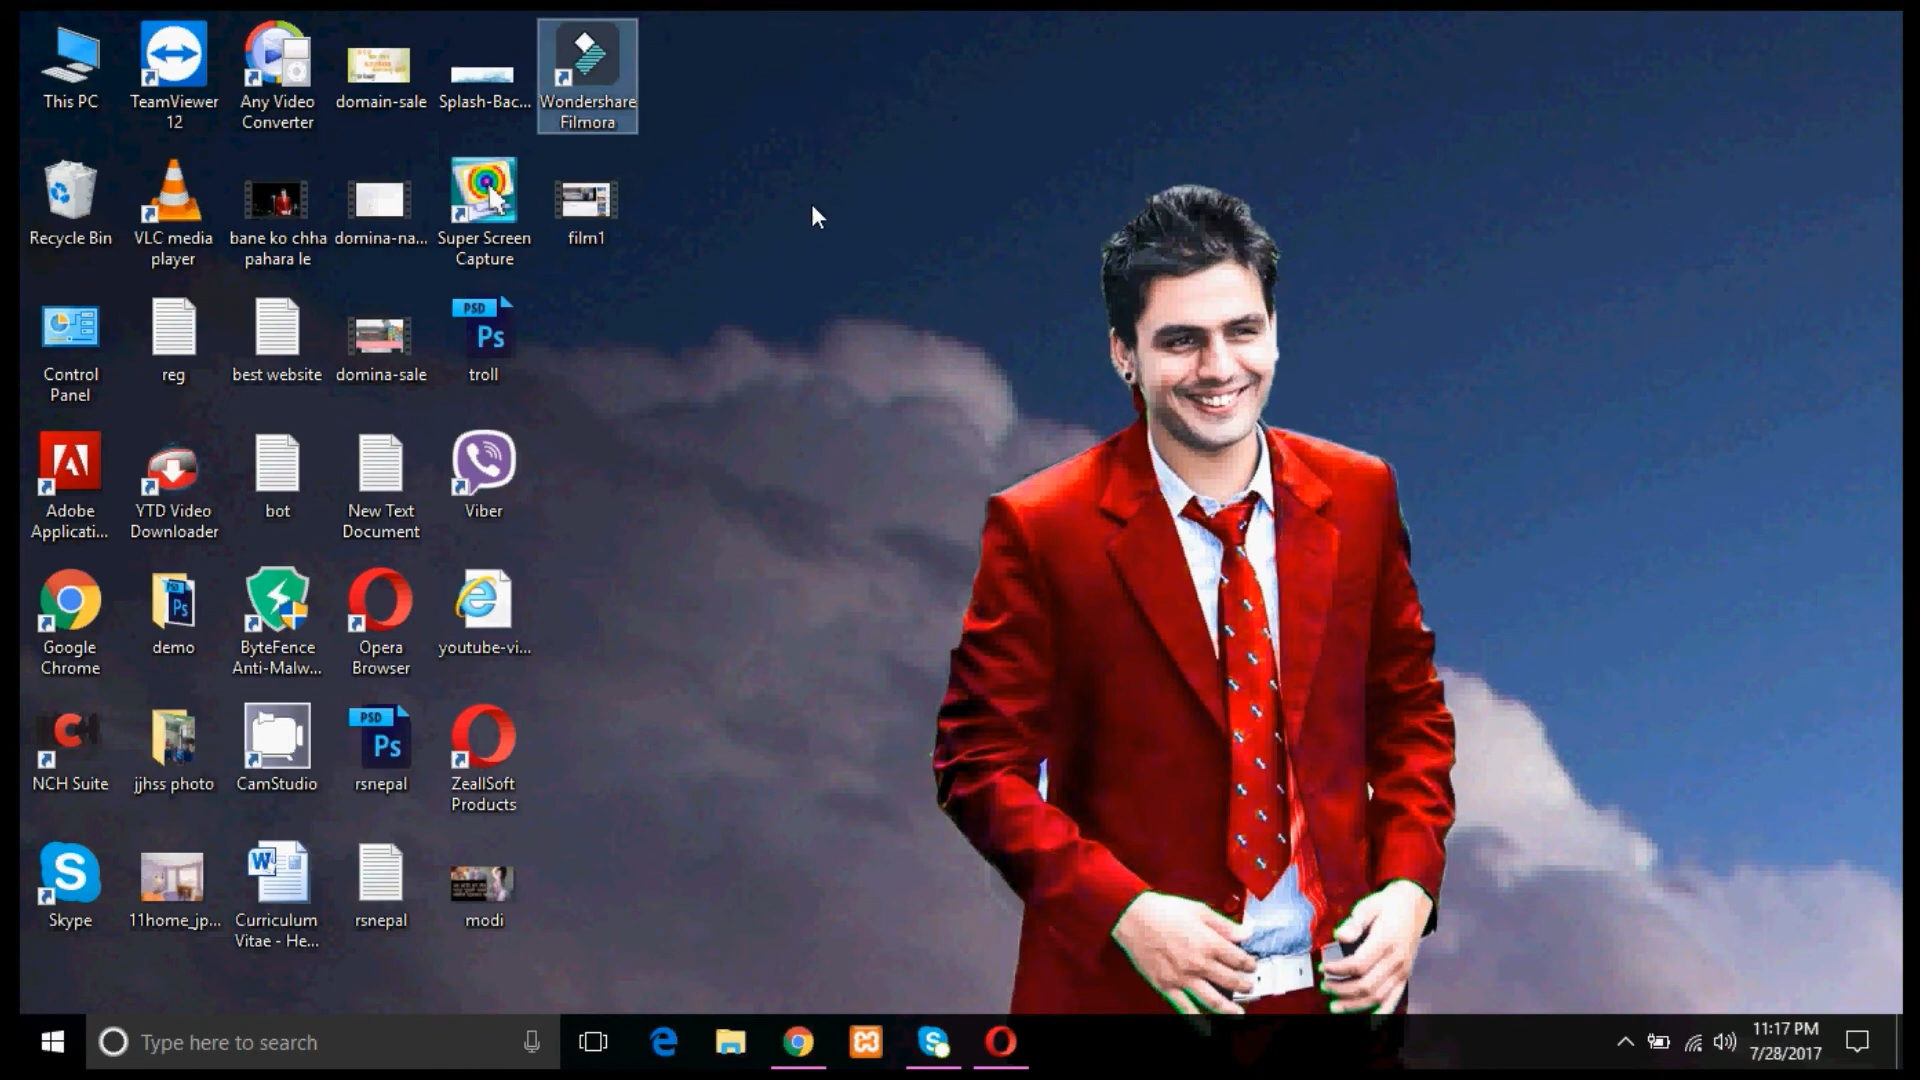 This PC
TeamViewer
12
Any Video
Converter
domain-sale
Splash-Bac...
Wondershare
Filmora
Recycle Bin
VLC media
player
bane ko chha
pahara le
domina-na...
Super Screen
Capture
film1
Control
Panel
reg
best website
domina-sale
PSD
Ps
troll
Adobe
Applicati...
YTD Video
Downloader
bot
New Text
Document
Viber
Google
Chrome
PSD
Ps
demo
ByteFence
Anti-Malw...
Opera
Browser
youtube-vi...
NCH Suite
jjhss photo
CamStudio
PSD
Ps
rsnepal
ZeallSoft
Products
Skype
11home_jp...
Curriculum
Vitae - He...
rsnepal
modi
Type here to search
11:17 PM
7/28/2017